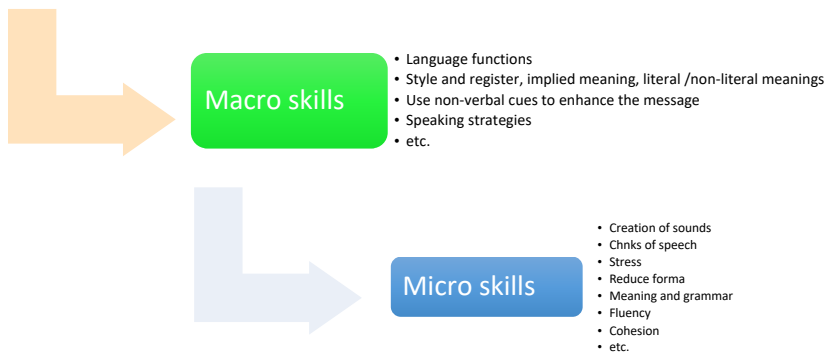 Macro skills
• Language functions
• Style and register, implied meaning, literal /non-literal meanings
• Use non-verbal cues to enhance the message
• Speaking strategies
• etc.
Micro skills
• Creation of sounds
• Chnks of speech
• Stress
• Reduce forma
• Meaning and grammar
• Fluency
• Cohesion
• etc.